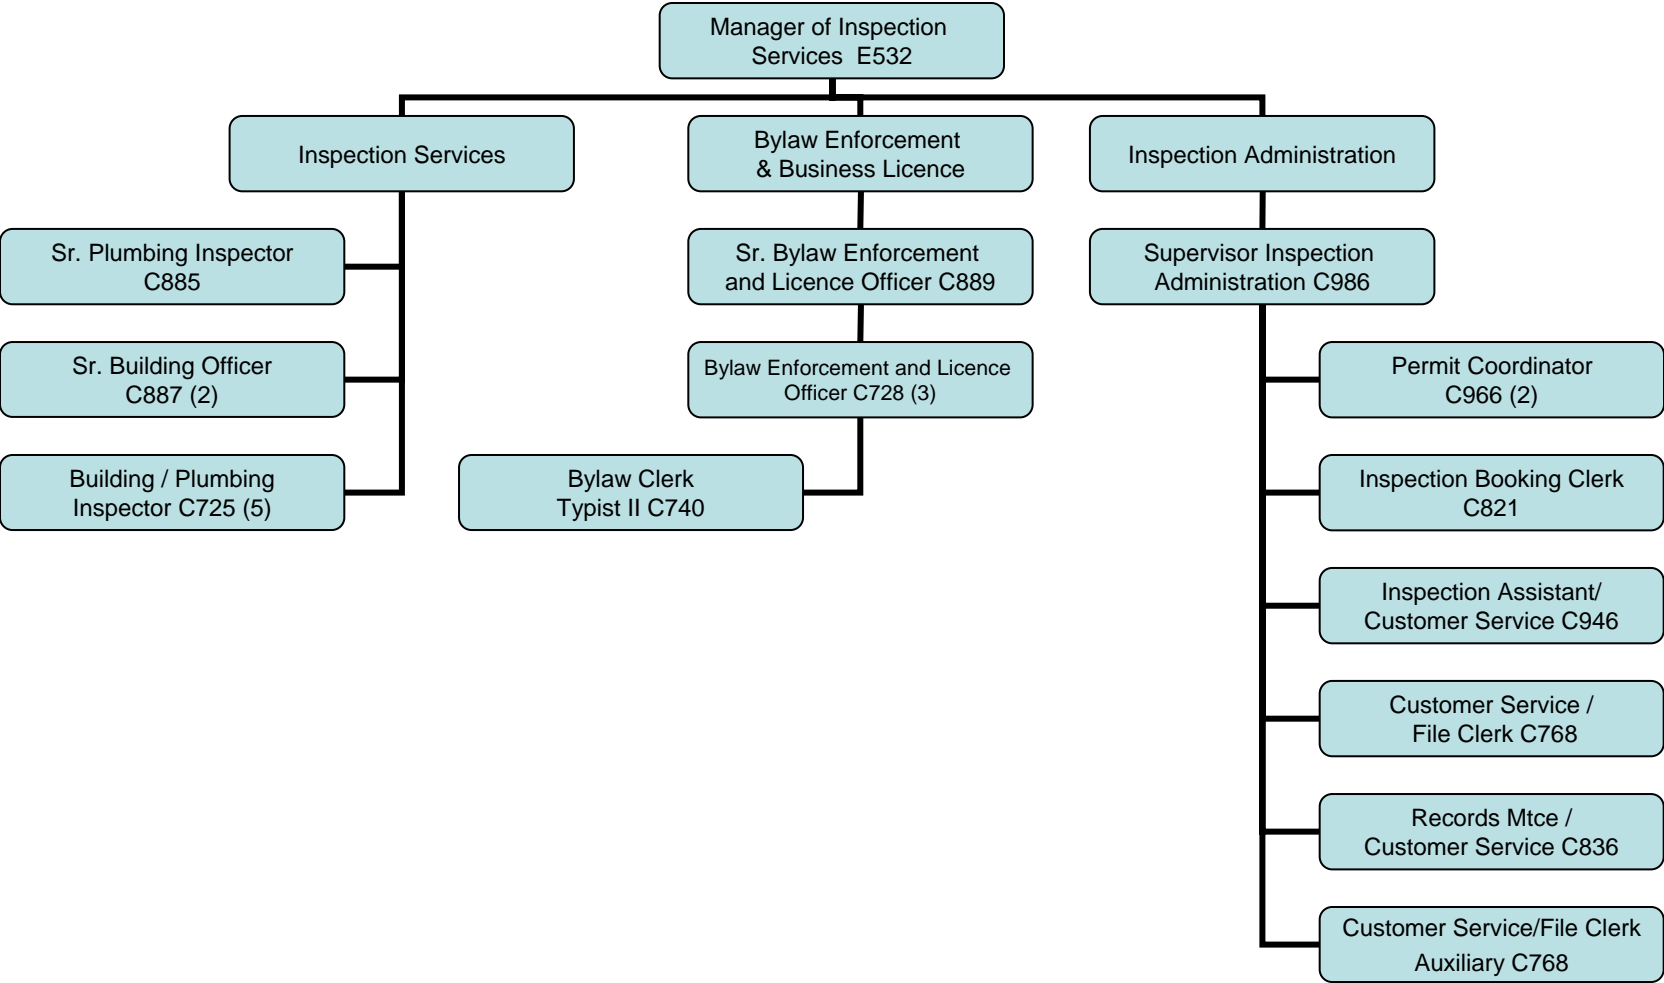 Manager of Inspection
Services  E532
Inspection Services
Bylaw Enforcement
& Business Licence
Inspection Administration
Sr. Plumbing Inspector
C885
Sr. Bylaw Enforcement
and Licence Officer C889
Supervisor Inspection
Administration C986
Sr. Building Officer
C887 (2)
Bylaw Enforcement and Licence
Officer C728 (3)
Permit Coordinator
C966 (2)
Building / Plumbing
Inspector C725 (5)
Bylaw Clerk
Typist II C740
Inspection Booking Clerk
C821
Inspection Assistant/
Customer Service C946
Customer Service /
File Clerk C768
Records Mtce /
Customer Service C836
Customer Service/File Clerk
Auxiliary C768